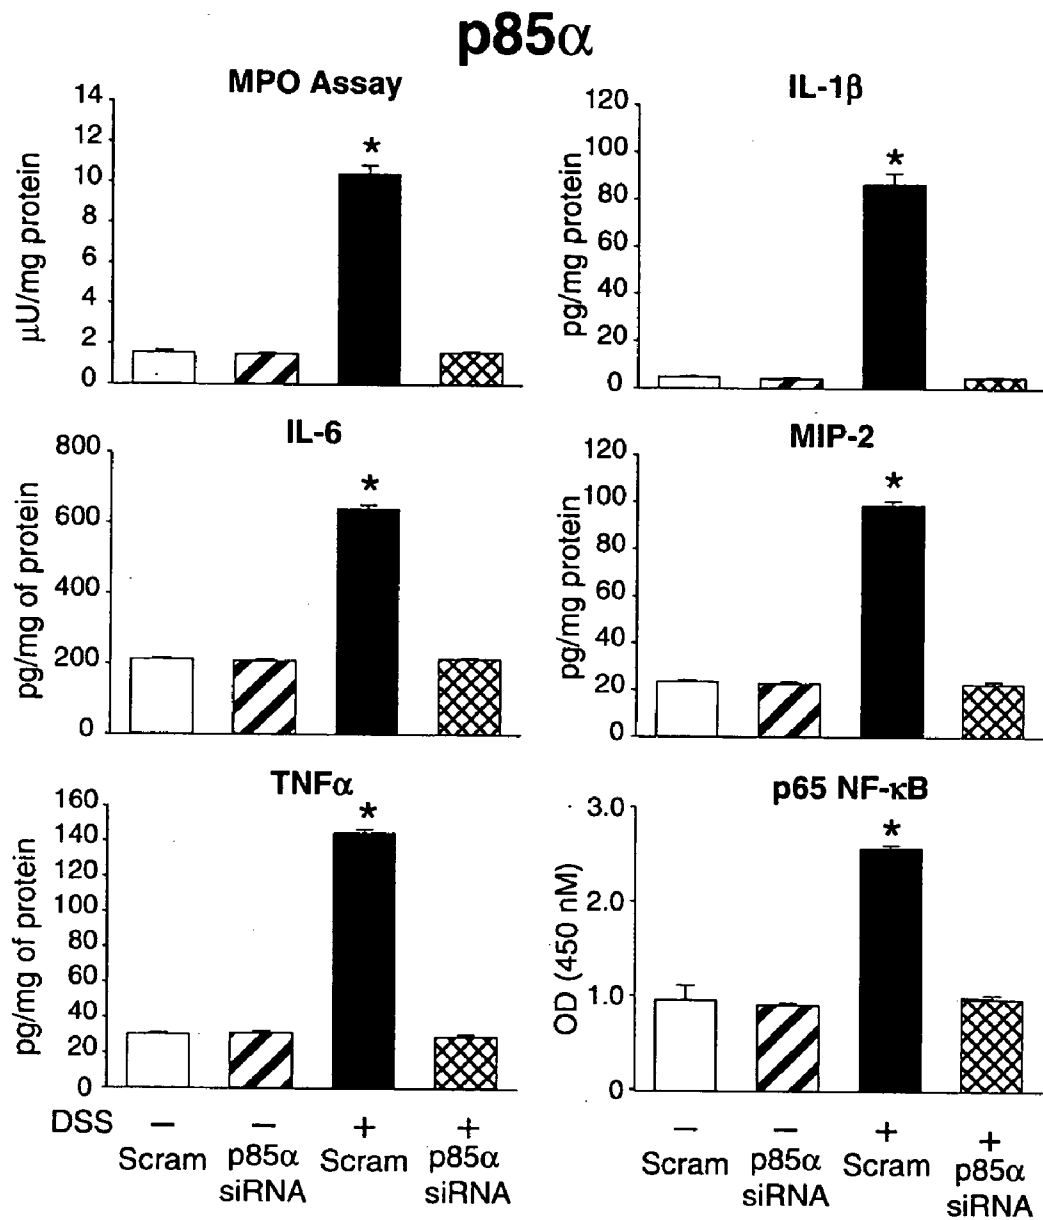 p85α
MPO Assay
μU/mg protein
14
12
10
8
6
4
2
0
*
IL-1β
pg/mg protein
120
100
80
60
40
20
0
*
IL-6
pg/mg of protein
800
600
400
200
0
*
MIP-2
pg/mg protein
120
100
80
60
40
20
0
*
TNFα
pg/mg of protein
160
140
120
100
80
60
40
20
0
*
p65 NF-κB
OD (450 nM)
3.0
2.0
1.0
0
*
DSS − − + +
Scram p85α Scram p85α
siRNA siRNA
− − + +
Scram p85α Scram p85α
siRNA siRNA